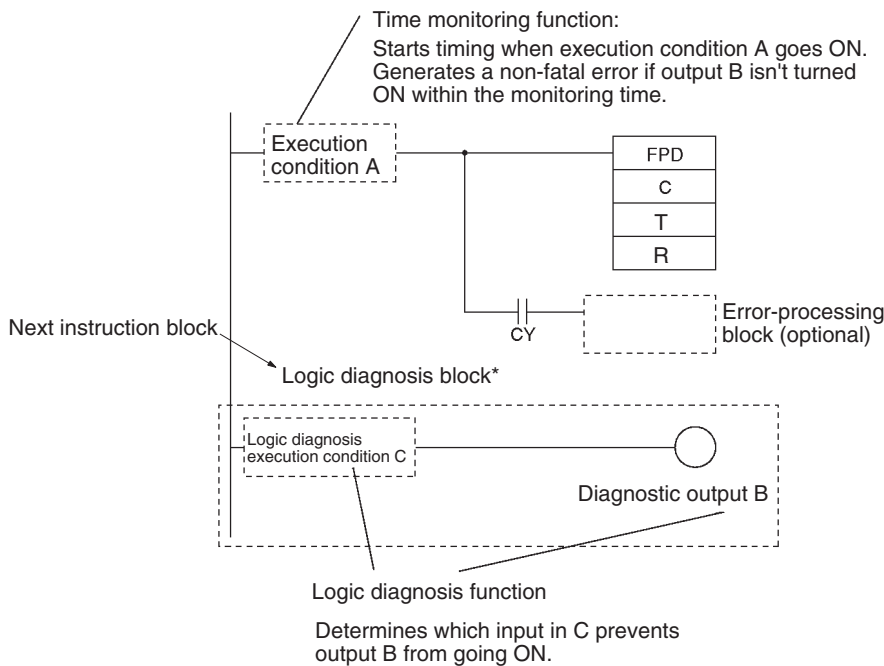 Time monitoring function:
Starts timing when execution condition A goes ON.
Generates a non-fatal error if output B isn't turned
ON within the monitoring time.
Execution
condition A
FPD
C
T
R
CY
Error-processing
block (optional)
Next instruction block
Logic diagnosis block*
Logic diagnosis
execution condition C
Diagnostic output B
Logic diagnosis function
Determines which input in C prevents
output B from going ON.